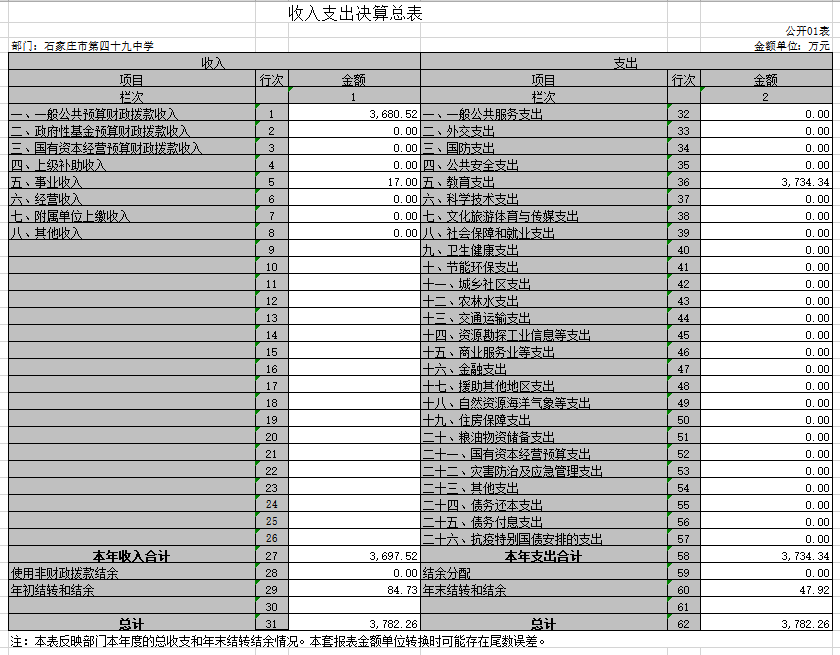 收入支出决算总表
公开01表
部门：石家庄市第四十九中学 金额单位：万元
收入 支出
项目 行次 金额 项目 行次 金额
栏次 1 栏次 2
一、一般公共预算财政拨款收入 1 3,680.52 一、一般公共服务支出 32 0.00
二、政府性基金预算财政拨款收入 2 0.00 二、外交支出 33 0.00
三、国有资本经营预算财政拨款收入 3 0.00 三、国防支出 34 0.00
四、上级补助收入 4 0.00 四、公共安全支出 35 0.00
五、事业收入 5 17.00 五、教育支出 36 3,734.34
六、经营收入 6 0.00 六、科学技术支出 37 0.00
七、附属单位上缴收入 7 0.00 七、文化旅游体育与传媒支出 38 0.00
八、其他收入 8 0.00 八、社会保障和就业支出 39 0.00
9 九、卫生健康支出 40 0.00
10 十、节能环保支出 41 0.00
11 十一、城乡社区支出 42 0.00
12 十二、农林水支出 43 0.00
13 十三、交通运输支出 44 0.00
14 十四、资源勘探工业信息等支出 45 0.00
15 十五、商业服务业等支出 46 0.00
16 十六、金融支出 47 0.00
17 十七、援助其他地区支出 48 0.00
18 十八、自然资源海洋气象等支出 49 0.00
19 十九、住房保障支出 50 0.00
20 二十、粮油物资储备支出 51 0.00
21 二十一、国有资本经营预算支出 52 0.00
22 二十二、灾害防治及应急管理支出 53 0.00
23 二十三、其他支出 54 0.00
24 二十四、债务还本支出 55 0.00
25 二十五、债务付息支出 56 0.00
26 二十六、抗疫特别国债安排的支出 57 0.00
本年收入合计 27 3,697.52 本年支出合计 58 3,734.34
使用非财政拨款结余 28 0.00 结余分配 59 0.00
年初结转和结余 29 84.73 年末结转和结余 60 47.92
30 61
总计 31 3,782.26 总计 62 3,782.26
注：本表反映部门本年度的总收支和年末结转结余情况。本套报表金额单位转换时可能存在尾数误差。